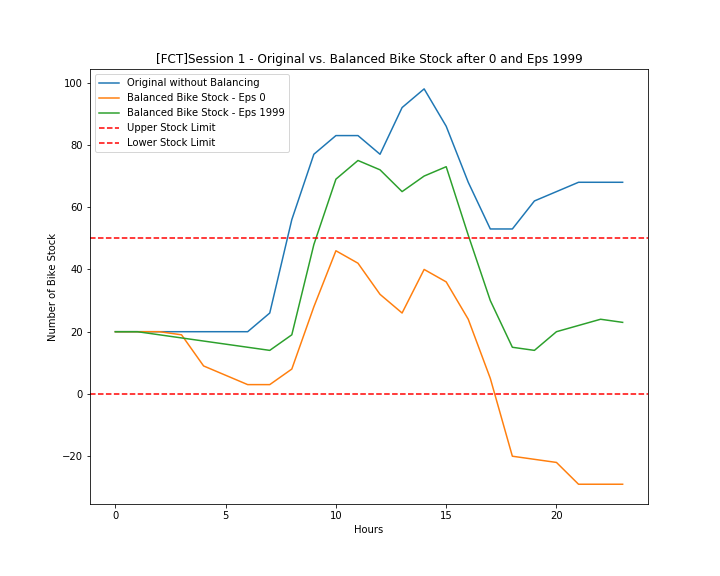 [FCT]Session 1 - Original vs. Balanced Bike Stock after 0 and Eps 1999
Original without Balancing
Balanced Bike Stock - Eps 0
Balanced Bike Stock - Eps 1999
Upper Stock Limit
Lower Stock Limit
Number of Bike Stock
100
80
60
40
20
0
−20
0 5 10 15 20
Hours